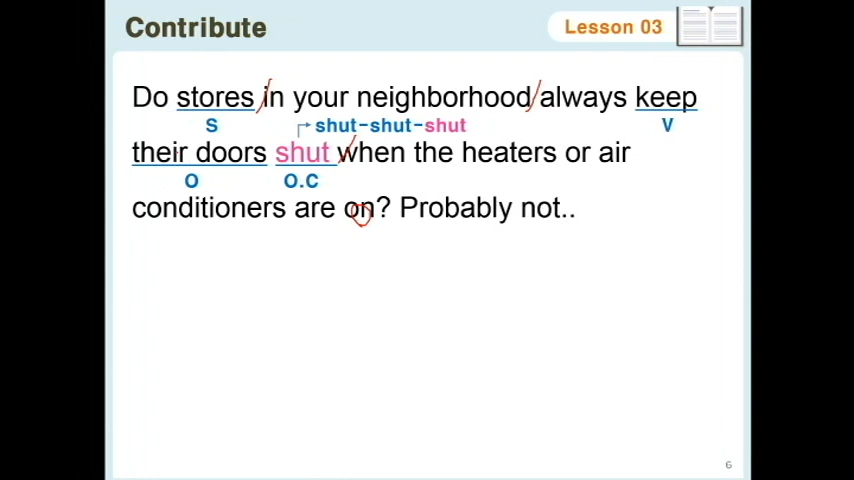 Contribute
Lesson 03
Do stores in your neighborhood always keep
S
shut-shut-shut
V
their doors shut when the heaters or air
O
O.C
conditioners are on? Probably not..
6